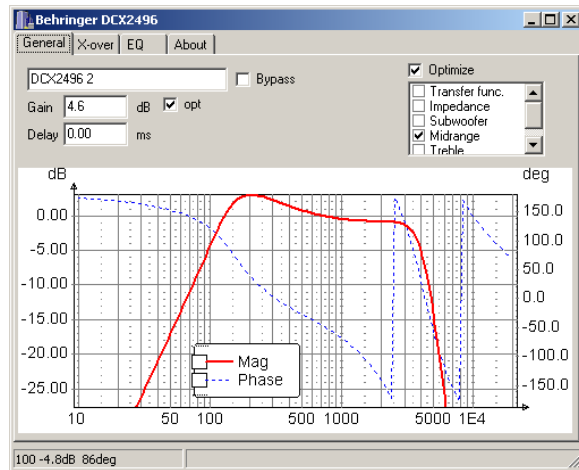 Behringer DCX2496
General X-over EQ About
DCX2496 2
Bypass
Optimize
Gain 4.6 dB opt
Delay 0.00 ms
Transfer func.
Impedance
Subwoofer
Midrange
Treble
dB deg
0.00
-5.00
-10.00
-15.00
-20.00
-25.00
150.0
100.0
50.0
0.0
-50.0
-100.0
-150.0
Mag
Phase
10 50 100 500 1000 5000 1E4
100 -4.8dB 86deg